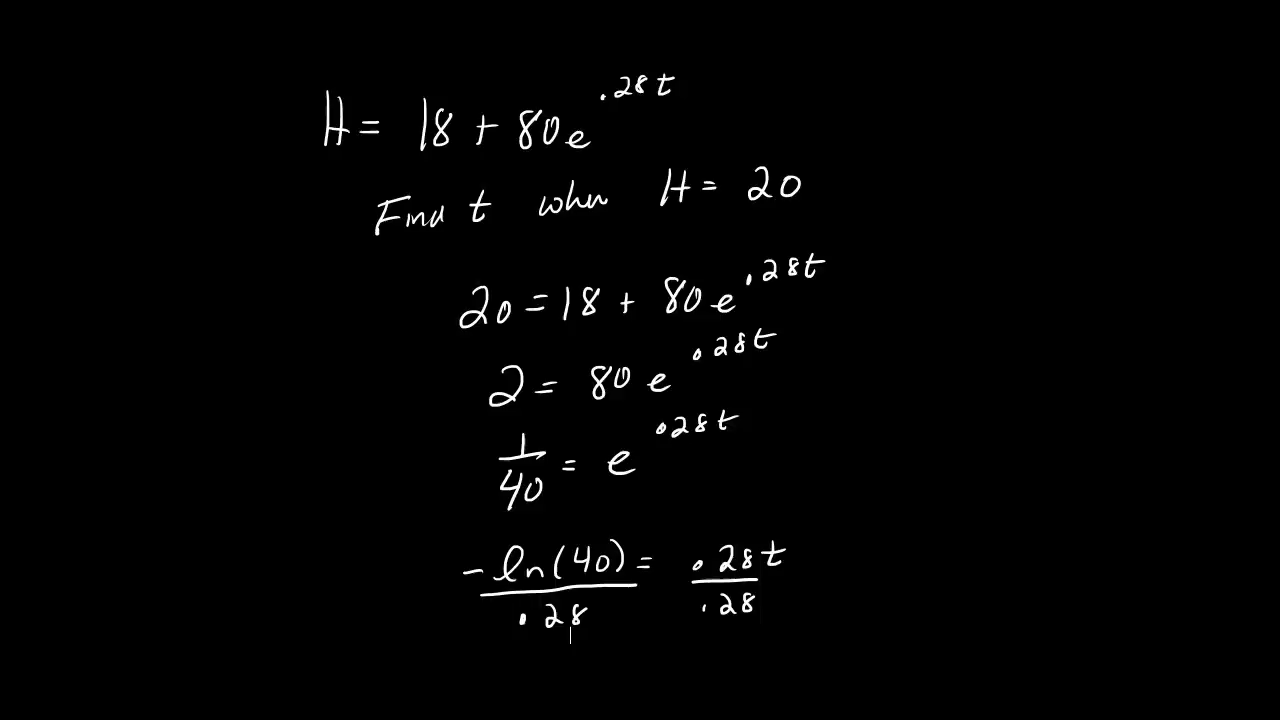 H = 18 + 80e^.28t
Find t when H = 20
20 = 18 + 80e^.28t
2 = 80e^.28t
1/40 = e^.28t
-ln(40)/.28 = .28t/.28